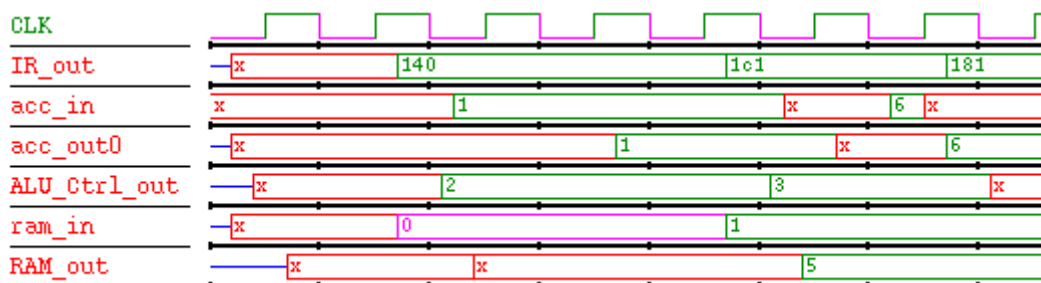 CLK
IR_out x 140 1c1 181
acc_in x 1 x 6 x
acc_out0 x 1 x 6
ALU_Ctrl_out x 2 3 x
ram_in x 0 1
RAM_out x x 5